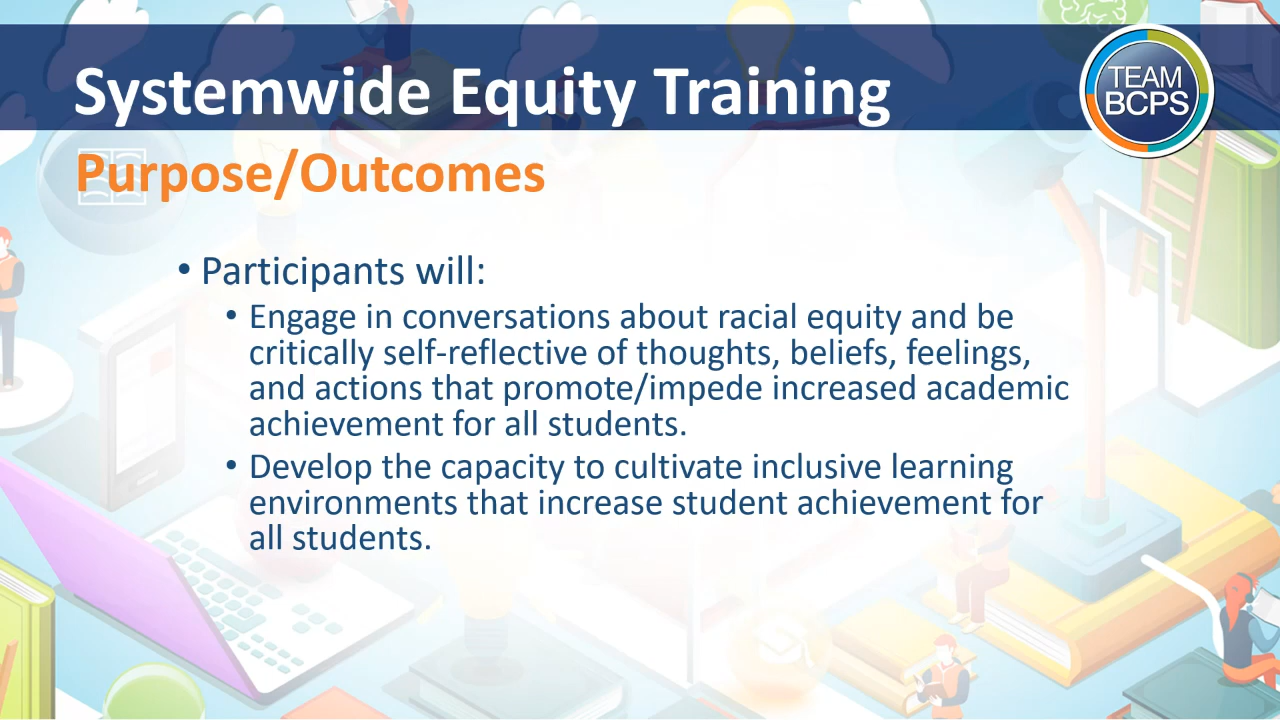 Systemwide Equity Training
TEAM
BCPS
Purpose/Outcomes
• Participants will:
• Engage in conversations about racial equity and be
critically self-reflective of thoughts, beliefs, feelings,
and actions that promote/impede increased academic
achievement for all students.
• Develop the capacity to cultivate inclusive learning
environments that increase student achievement for
all students.